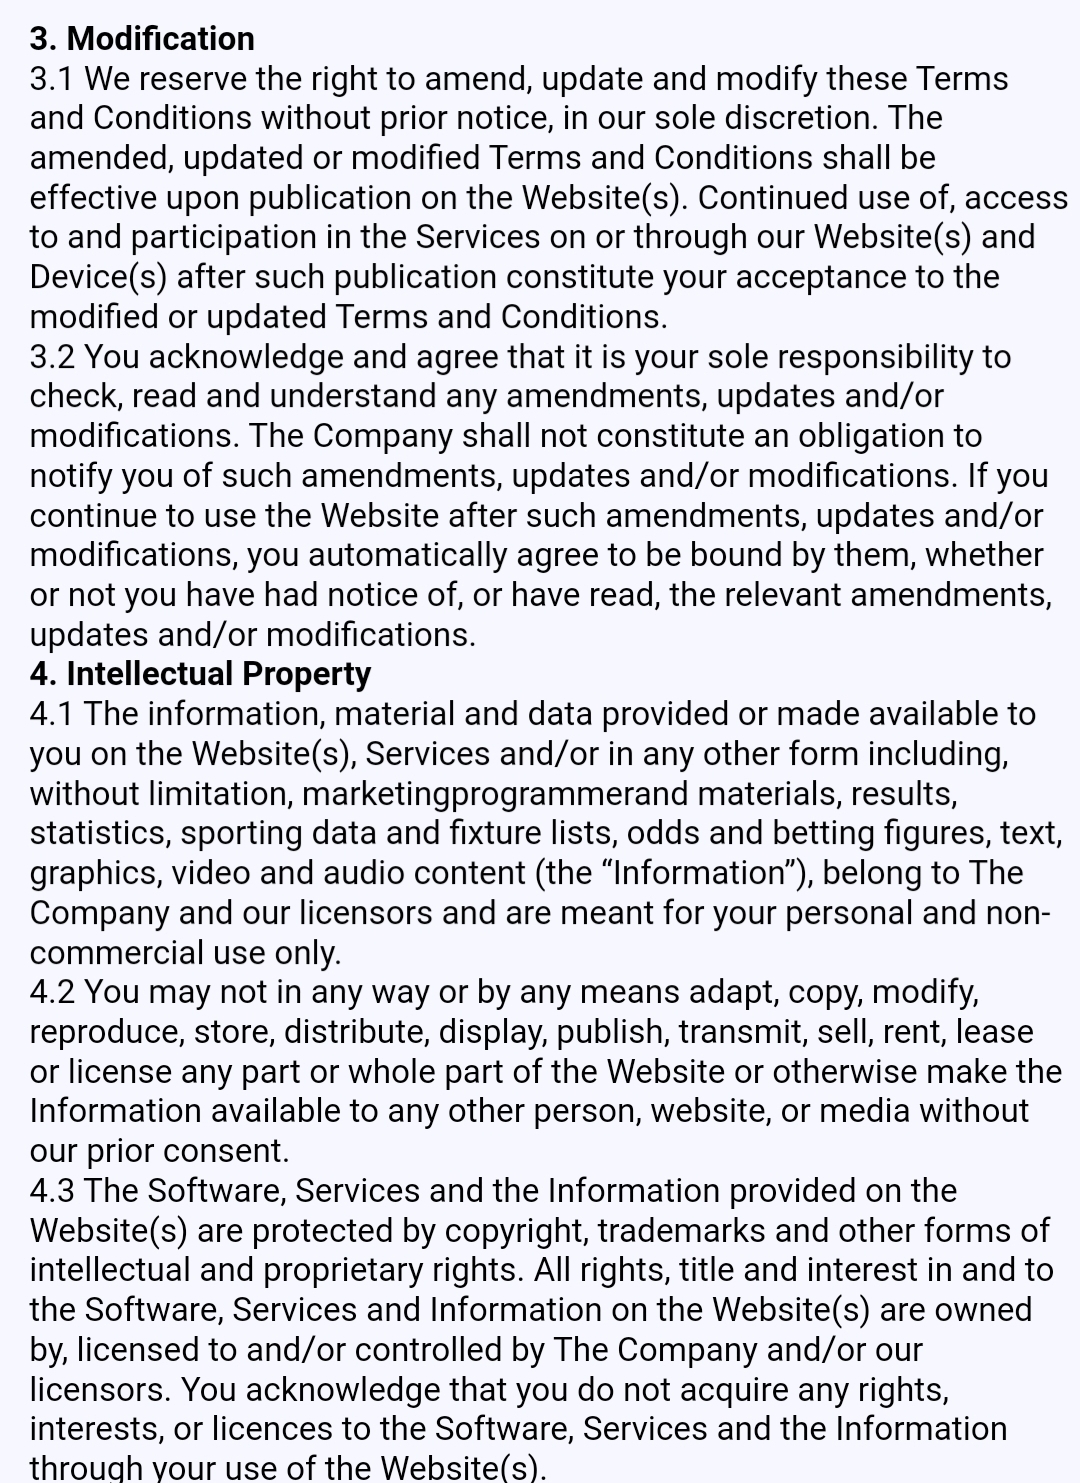 3. Modification
3.1 We reserve the right to amend, update and modify these Terms
and Conditions without prior notice, in our sole discretion. The
amended, updated or modified Terms and Conditions shall be
effective upon publication on the Website(s). Continued use of, access
to and participation in the Services on or through our Website(s) and
Device(s) after such publication constitute your acceptance to the
modified or updated Terms and Conditions.
3.2 You acknowledge and agree that it is your sole responsibility to
check, read and understand any amendments, updates and/or
modifications. The Company shall not constitute an obligation to
notify you of such amendments, updates and/or modifications. If you
continue to use the Website after such amendments, updates and/or
modifications, you automatically agree to be bound by them, whether
or not you have had notice of, or have read, the relevant amendments,
updates and/or modifications.
4. Intellectual Property
4.1 The information, material and data provided or made available to
you on the Website(s), Services and/or in any other form including,
without limitation, marketingprogrammerand materials, results,
statistics, sporting data and fixture lists, odds and betting figures, text,
graphics, video and audio content (the “Information”), belong to The
Company and our licensors and are meant for your personal and non-
commercial use only.
4.2 You may not in any way or by any means adapt, copy, modify,
reproduce, store, distribute, display, publish, transmit, sell, rent, lease
or license any part or whole part of the Website or otherwise make the
Information available to any other person, website, or media without
our prior consent.
4.3 The Software, Services and the Information provided on the
Website(s) are protected by copyright, trademarks and other forms of
intellectual and proprietary rights. All rights, title and interest in and to
the Software, Services and Information on the Website(s) are owned
by, licensed to and/or controlled by The Company and/or our
licensors. You acknowledge that you do not acquire any rights,
interests, or licences to the Software, Services and the Information
through your use of the Website(s).